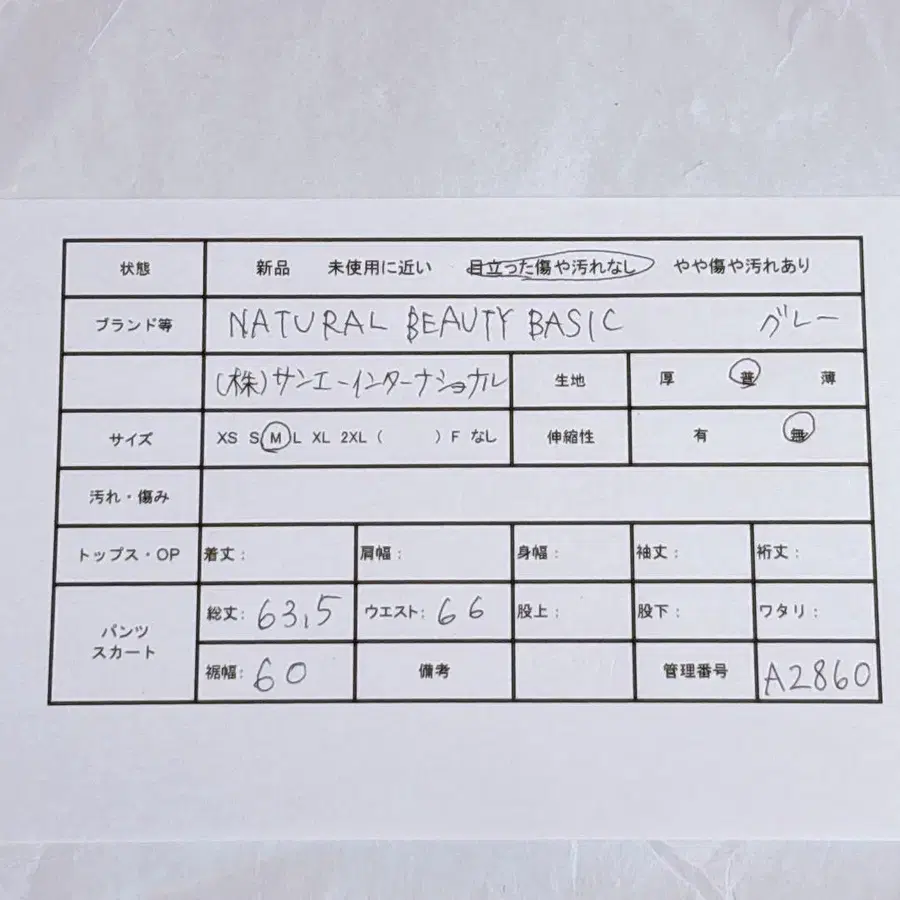 状態 新品 未使用に近い 目立った傷や汚れなし やや傷や汚れあり
ブランド等 NATURAL BEAUTY BASIC グレー
(株)サンエーインターナショナル 生地 厚 普 薄
サイズ XS S M L XL 2XL ( ) F なし 伸縮性 有 無
汚れ・傷み
トップス・OP 着丈: 肩幅: 身幅: 袖丈: 裄丈:
パンツ
スカート
総丈: 63,5 ウエスト: 66 股上: 股下: ワタリ:
裾幅: 60 備考 管理番号 A2860